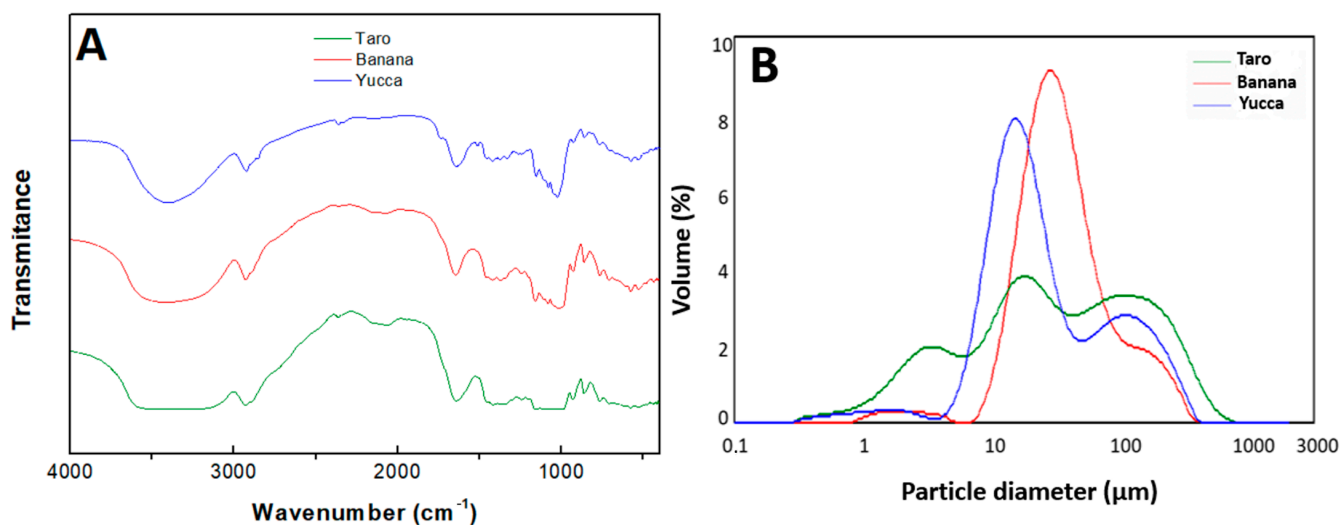 A
Taro
Banana
Yucca
Transmitance
4000 3000 2000 1000
Wavenumber (cm⁻¹)
B
Taro
Banana
Yucca
Volume (%)
10
8
6
4
2
0
0.1 1 10 100 1000 3000
Particle diameter (μm)